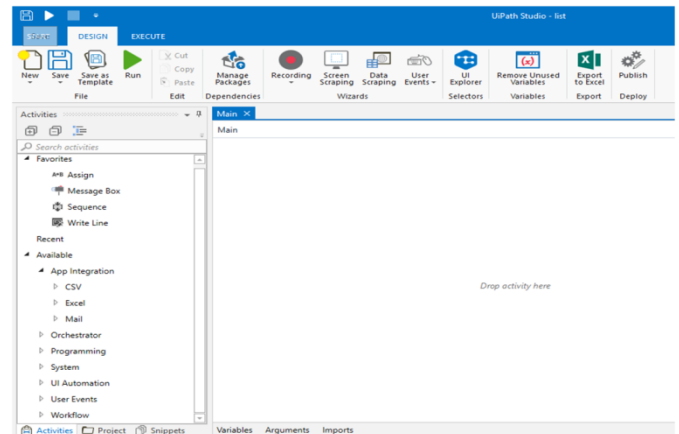 UiPath Studio - list
DESIGN EXECUTE
New Save Save as Template Run
Cut
Copy
Paste
Manage Packages Recording Screen Scraping Data Scraping User Events UI Explorer Remove Unused Variables Export to Excel Publish
File Edit Dependencies Wizards Selectors Variables Export Deploy
Activities
Main
Main
Search activities
Favorites
A=B Assign
Message Box
Sequence
Write Line
Recent
Available
App Integration
CSV
Excel
Mail
Orchestrator
Programming
System
UI Automation
User Events
Workflow
Drop activity here
Activities Project Snippets
Variables Arguments Imports